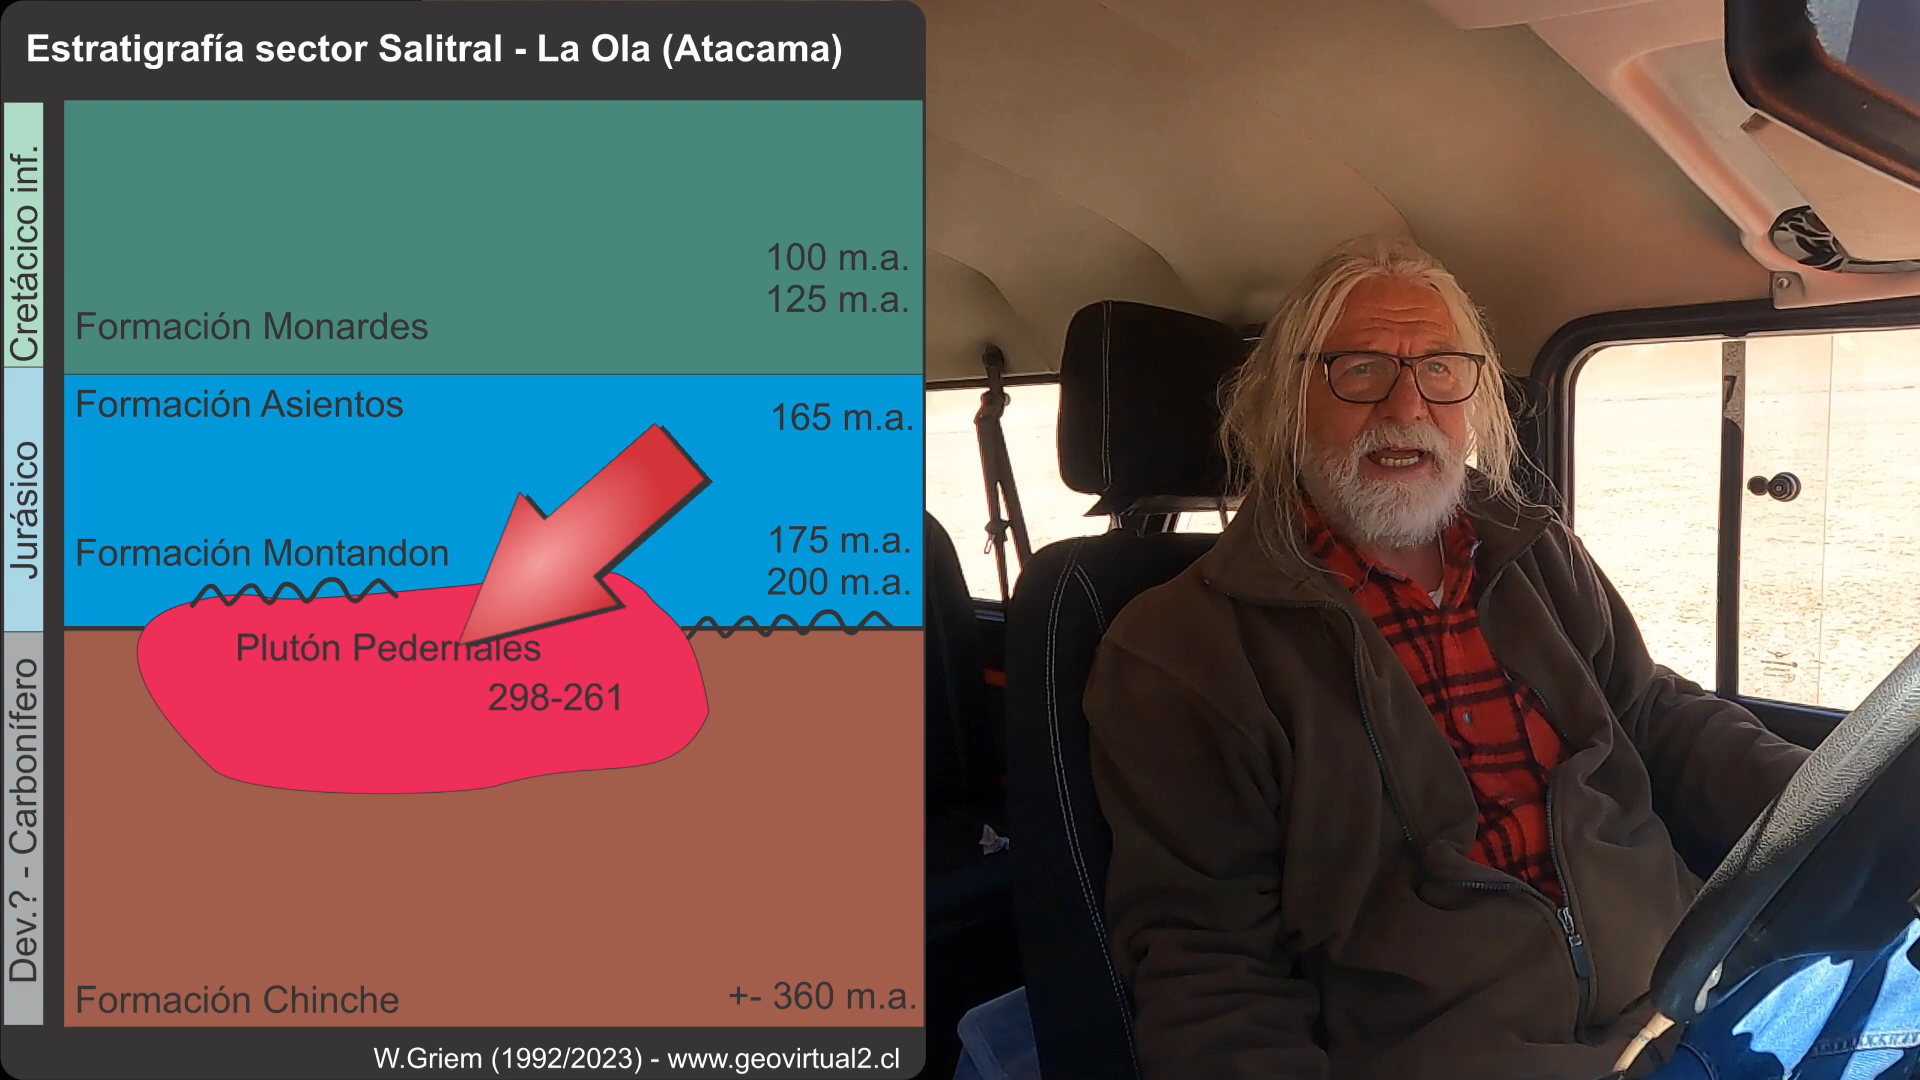 Estratigrafía sector Salitral - La Ola (Atacama)
Cretácico inf.
100 m.a.
125 m.a.
Formación Monardes
Jurásico
Formación Asientos
165 m.a.
Formación Montandon
175 m.a.
200 m.a.
Dev.? - Carbonífero
Plutón Pedernales
298-261
Formación Chinche
+- 360 m.a.
W.Griem (1992/2023) - www.geovirtual2.cl